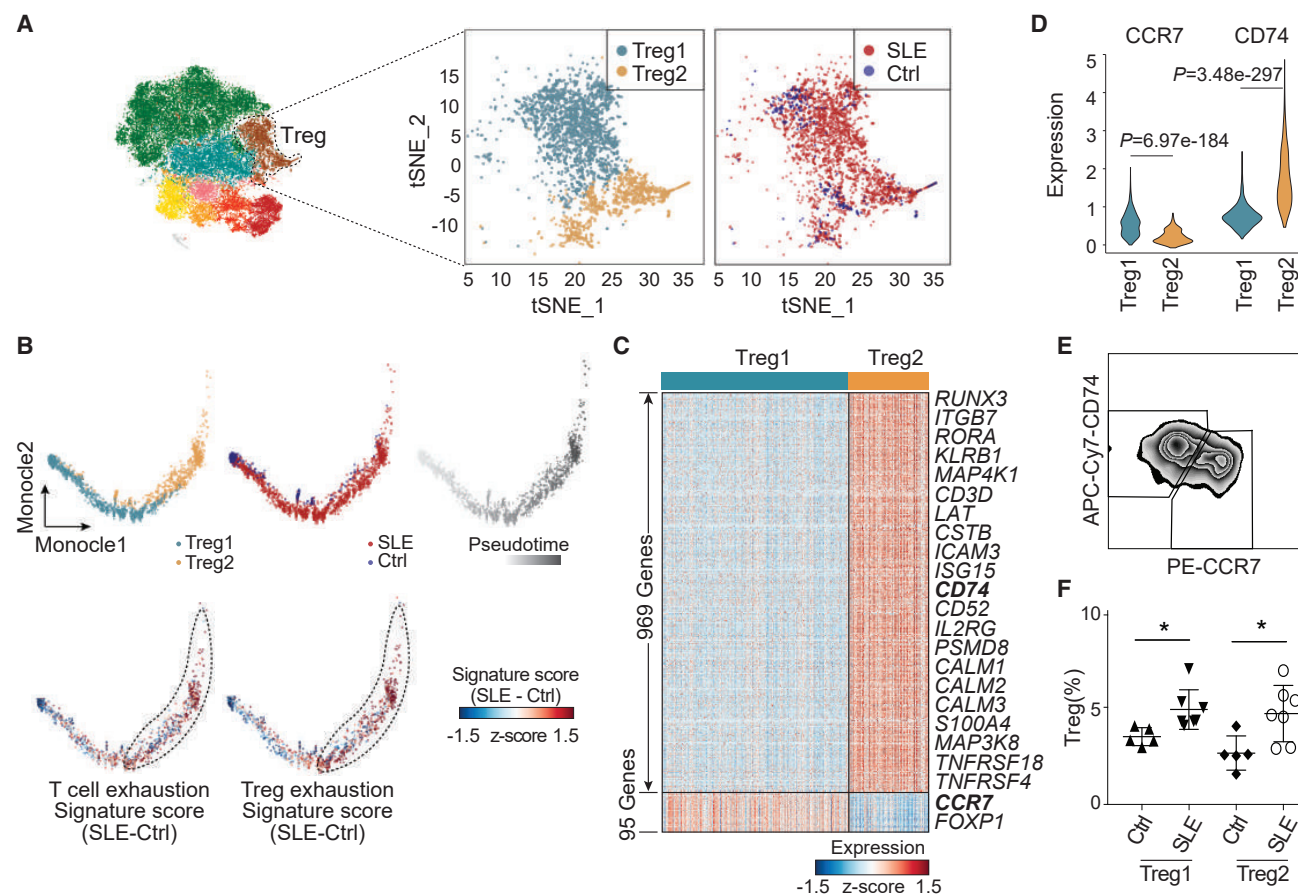 A
Treg
Treg1
Treg2
SLE
Ctrl
tSNE_2
15
10
5
0
-5
-10
5 10 15 20 25 30 35
5 10 15 20 25 30 35
tSNE_1
tSNE_1
D
CCR7
CD74
P=3.48e-297
P=6.97e-184
Expression
5
4
3
2
1
0
Treg1
Treg2
Treg1
Treg2
B
Monocle2
Monocle1
Treg1
Treg2
SLE
Ctrl
Pseudotime
T cell exhaustion
Signature score
(SLE-Ctrl)
Treg exhaustion
Signature score
(SLE-Ctrl)
Signature score
(SLE - Ctrl)
-1.5 z-score 1.5
C
Treg1
Treg2
969 Genes
95 Genes
RUNX3
ITGB7
RORA
KLRB1
MAP4K1
CD3D
LAT
CSTB
ICAM3
ISG15
CD74
CD52
IL2RG
PSMD8
CALM1
CALM2
CALM3
S100A4
MAP3K8
TNFRSF18
TNFRSF4
CCR7
FOXP1
Expression
-1.5 z-score 1.5
E
APC-Cy7-CD74
PE-CCR7
F
Treg(%)
10
5
0
*
*
Ctrl
SLE
Ctrl
SLE
Treg1
Treg2